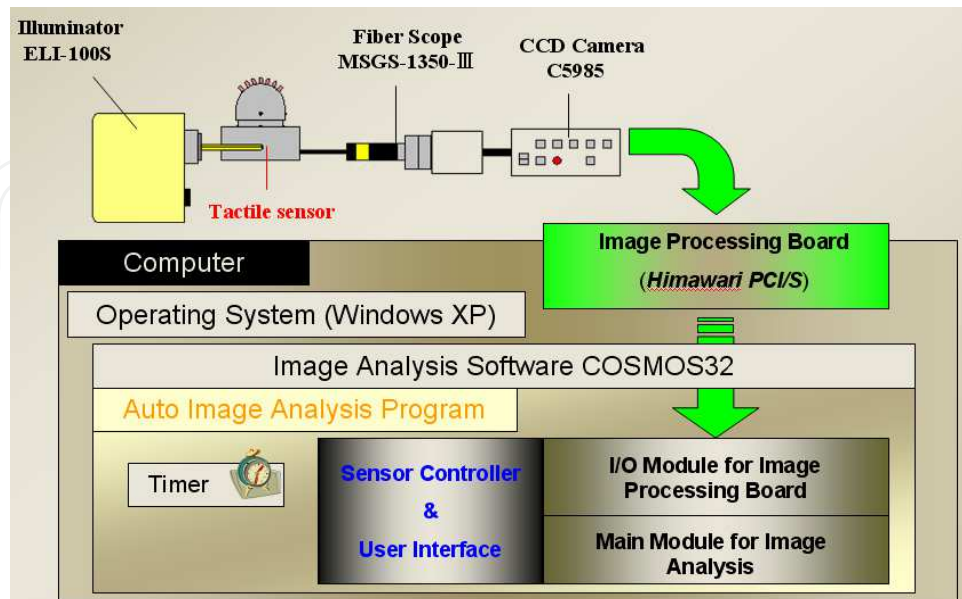 Illuminator
ELI-100S
Fiber Scope
MSGS-1350-Ⅲ
CCD Camera
C5985
Tactile sensor
Image Processing Board
(Himawari PCI/S)
Computer
Operating System (Windows XP)
Image Analysis Software COSMOS32
Auto Image Analysis Program
Timer
Sensor Controller
&
User Interface
I/O Module for Image
Processing Board
Main Module for Image
Analysis